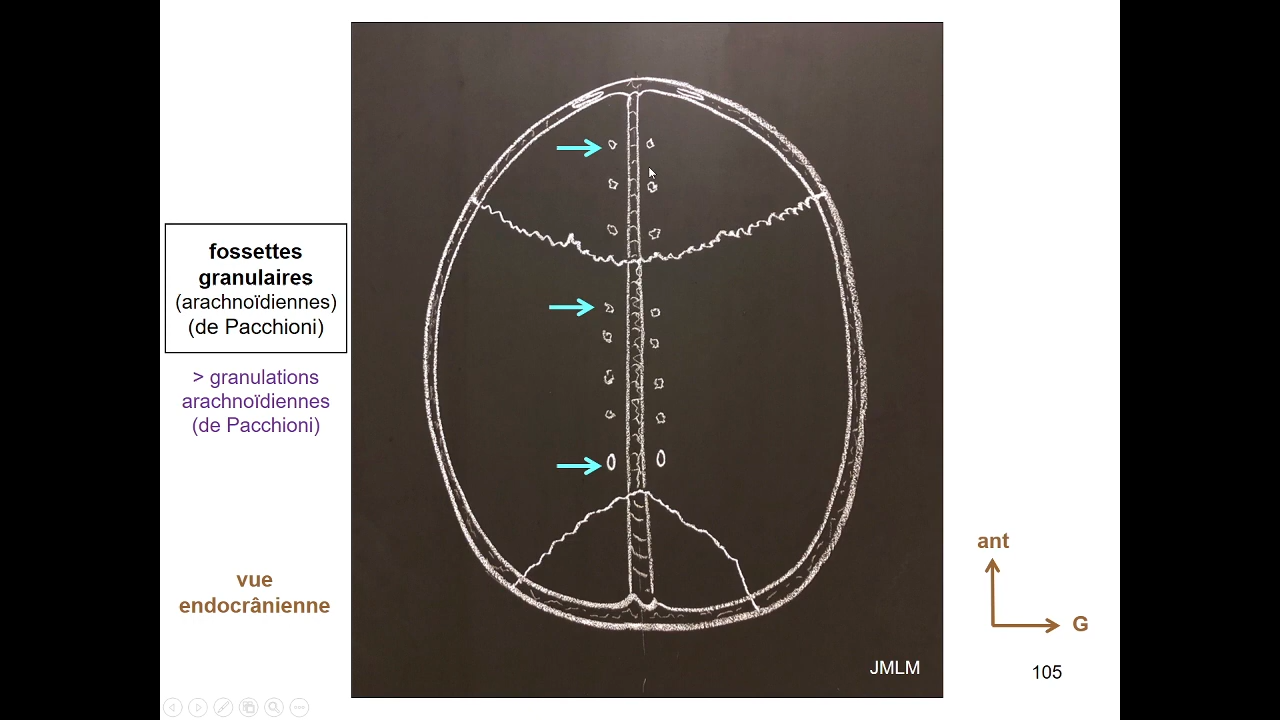 fossettes
granulaires
(arachnoïdiennes)
(de Pacchioni)
> granulations
arachnoïdiennes
(de Pacchioni)
vue
endocrânienne
ant
G
JMLM
105